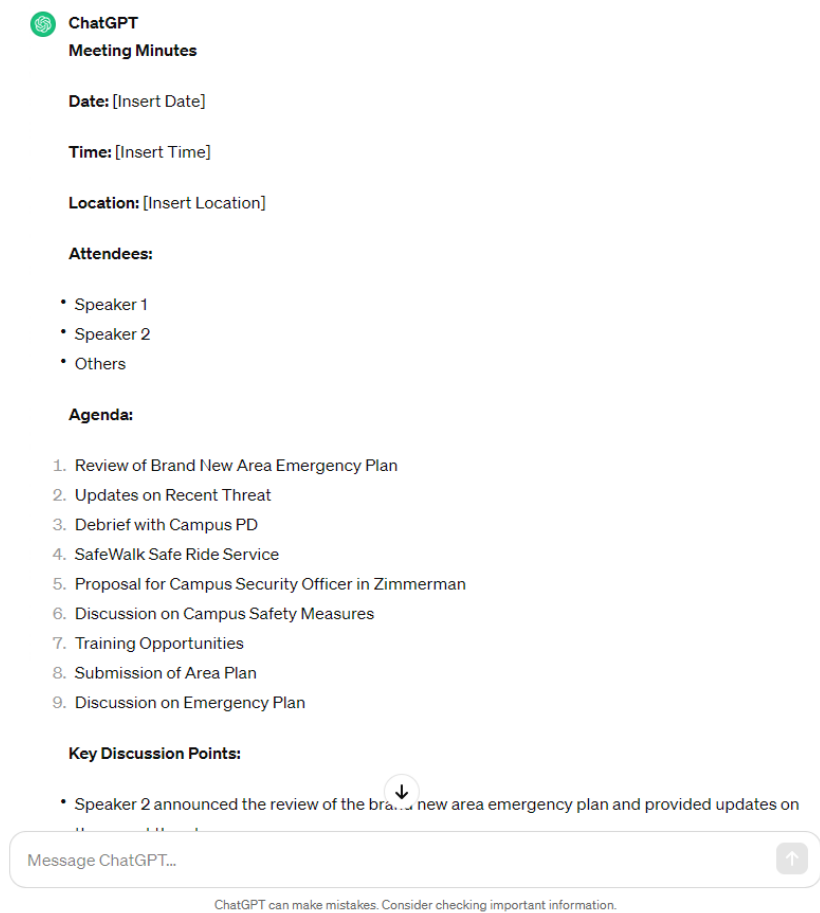 ChatGPT
Meeting Minutes
Date: [Insert Date]
Time: [Insert Time]
Location: [Insert Location]
Attendees:
• Speaker 1
• Speaker 2
• Others
Agenda:
1. Review of Brand New Area Emergency Plan
2. Updates on Recent Threat
3. Debrief with Campus PD
4. SafeWalk Safe Ride Service
5. Proposal for Campus Security Officer in Zimmerman
6. Discussion on Campus Safety Measures
7. Training Opportunities
8. Submission of Area Plan
9. Discussion on Emergency Plan
Key Discussion Points:
• Speaker 2 announced the review of the brand new area emergency plan and provided updates on
Message ChatGPT...
ChatGPT can make mistakes. Consider checking important information.